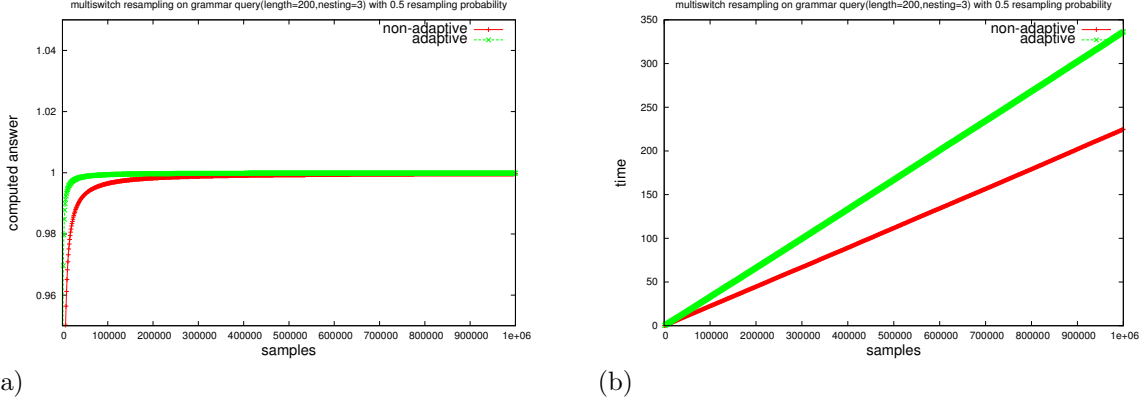 multiswitch resampling on grammar query(length=200,nesting=3) with 0.5 resampling probability
non-adaptive
adaptive
1.04
1.02
1
0.98
0.96
computed answer
0 100000 200000 300000 400000 500000 600000 700000 800000 900000 1e+06
samples
a)
multiswitch resampling on grammar query(length=200,nesting=3) with 0.5 resampling probability
non-adaptive
adaptive
350
300
250
200
150
100
50
0
time
0 100000 200000 300000 400000 500000 600000 700000 800000 900000 1e+06
samples
(b)